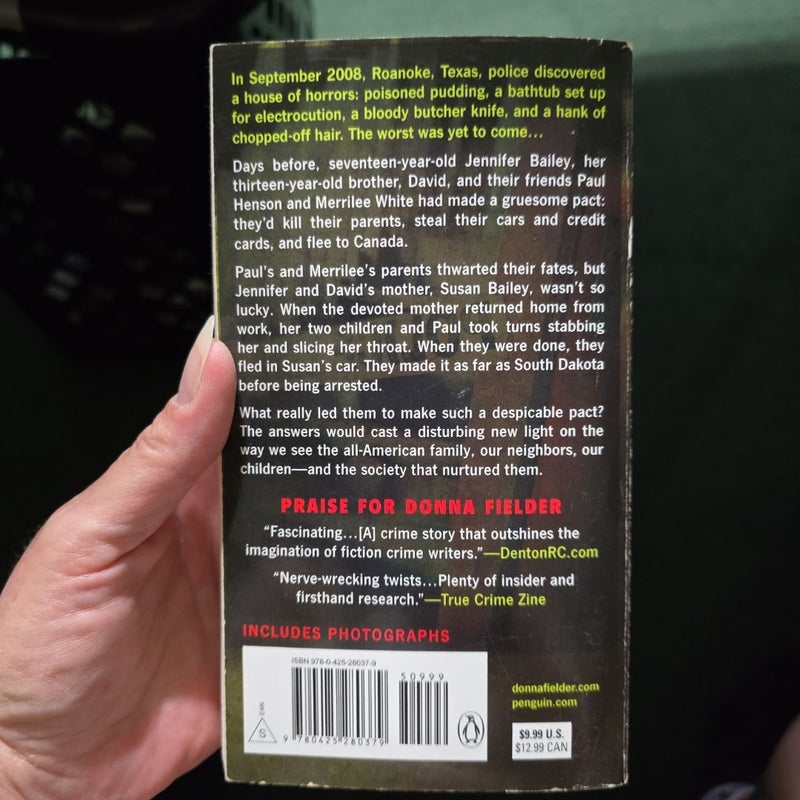 In September 2008, Roanoke, Texas, police discovered
a house of horrors: poisoned pudding, a bathtub set up
for electrocution, a bloody butcher knife, and a hank of
chopped-off hair. The worst was yet to come...
Days before, seventeen-year-old Jennifer Bailey, her
thirteen-year-old brother, David, and their friends Paul
Henson and Merrilee White had made a gruesome pact:
they'd kill their parents, steal their cars and credit
cards, and flee to Canada.
Paul's and Merrilee's parents thwarted their fates, but
Jennifer and David's mother, Susan Bailey, wasn't so
lucky. When the devoted mother returned home from
work, her two children and Paul took turns stabbing
her and slicing her throat. When they were done, they
fled in Susan's car. They made it as far as South Dakota
before being arrested.
What really led them to make such a despicable pact?
The answers would cast a disturbing new light on the
way we see the all-American family, our neighbors, our
children—and the society that nurtured them.
PRAISE FOR DONNA FIELDER
"Fascinating...[A] crime story that outshines the
imagination of fiction crime writers."—DentonRC.com
"Nerve-wrecking twists...Plenty of insider and
firsthand research."—True Crime Zine
INCLUDES PHOTOGRAPHS
ISBN 978-0-425-28037-9
50999
EAN
S
9 780425 280379
donnafielder.com
penguin.com
$9.99 U.S.
$12.99 CAN